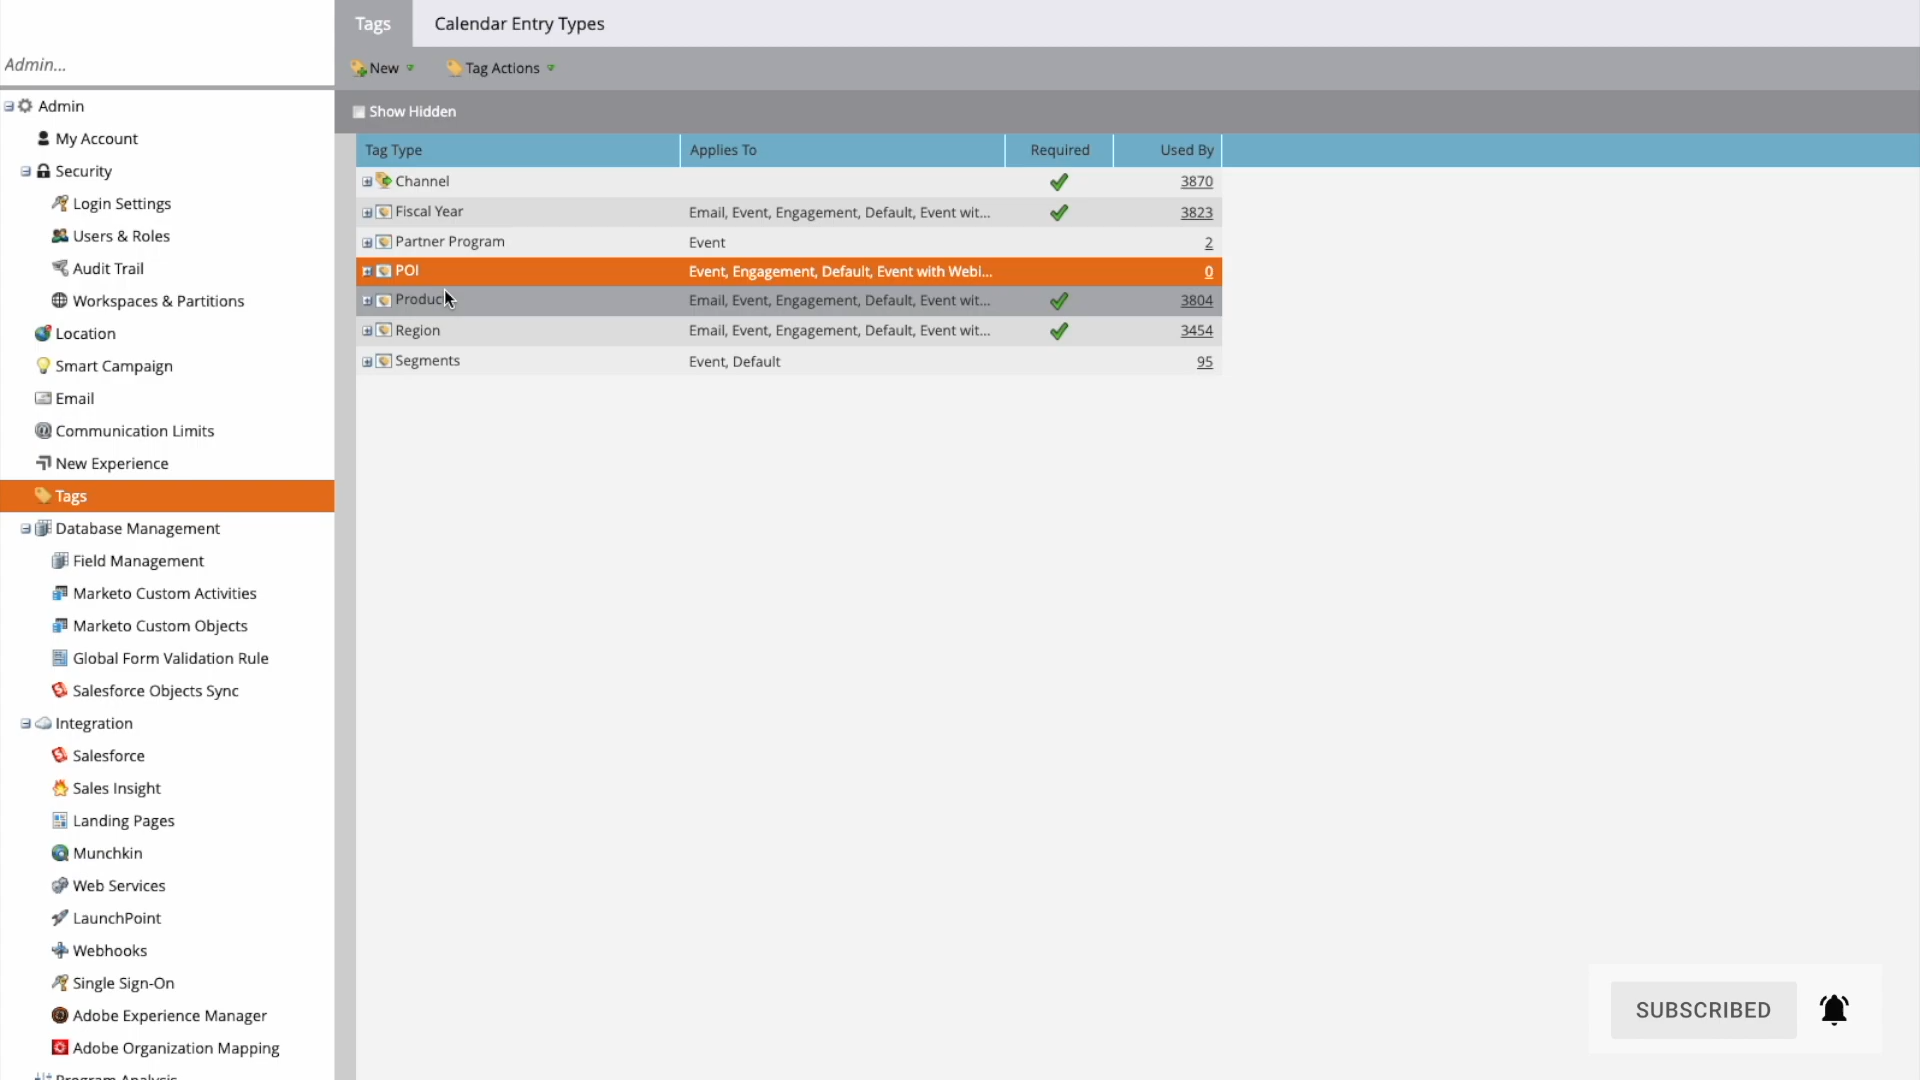 Tags
Calendar Entry Types
Admin...
New
Tag Actions
Show Hidden
Admin
My Account
Security
Login Settings
Users & Roles
Audit Trail
Workspaces & Partitions
Location
Smart Campaign
Email
Communication Limits
New Experience
Tags
Database Management
Field Management
Marketo Custom Activities
Marketo Custom Objects
Global Form Validation Rule
Salesforce Objects Sync
Integration
Salesforce
Sales Insight
Landing Pages
Munchkin
Web Services
LaunchPoint
Webhooks
Single Sign-On
Adobe Experience Manager
Adobe Organization Mapping
Program Analysis
Tag Type Applies To Required Used By
Channel 3870
Fiscal Year Email, Event, Engagement, Default, Event wit... 3823
Partner Program Event 2
POI Event, Engagement, Default, Event with Webi... 0
Product Email, Event, Engagement, Default, Event wit... 3804
Region Email, Event, Engagement, Default, Event wit... 3454
Segments Event, Default 95
SUBSCRIBED